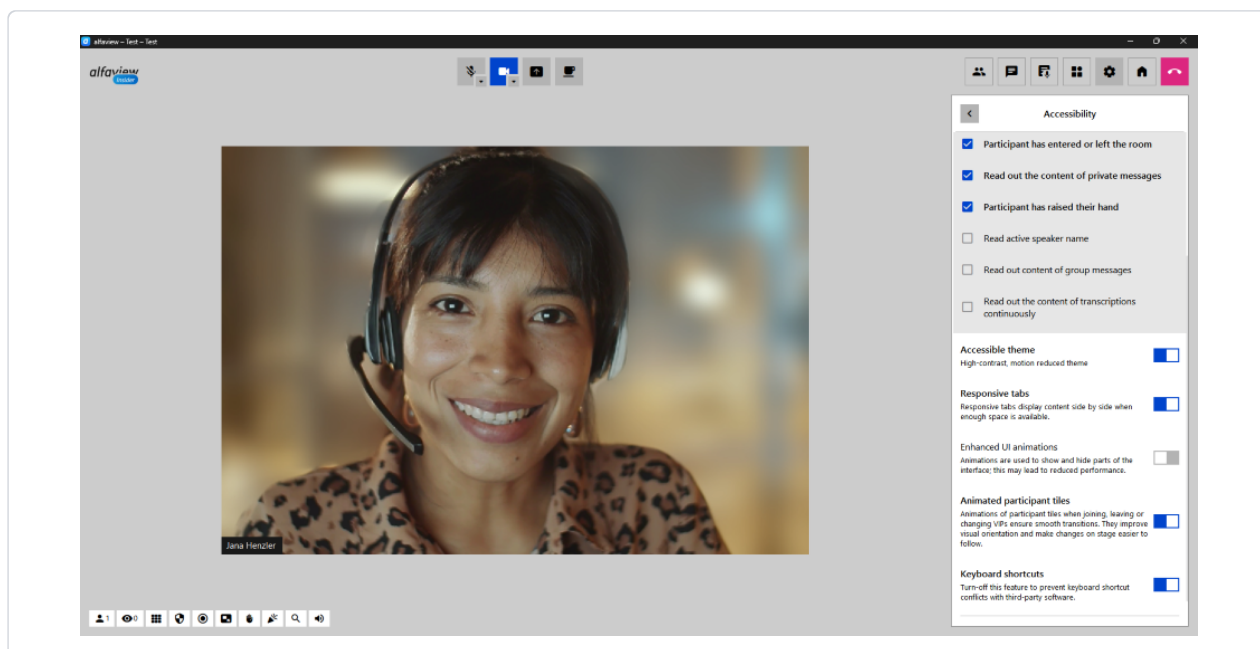 alfaview – Test – Test
alfaview
Insider
Accessibility
Participant has entered or left the room
Read out the content of private messages
Participant has raised their hand
Read active speaker name
Read out content of group messages
Read out the content of transcriptions
continuously
Accessible theme
High-contrast, motion reduced theme
Responsive tabs
Responsive tabs display content side by side when
enough space is available.
Enhanced UI animations
Animations are used to show and hide parts of the
interface; this may lead to reduced performance.
Animated participant tiles
Animations of participant tiles when joining, leaving or
changing VIPs ensure smooth transitions. They improve
visual orientation and make changes on stage easier to
follow.
Keyboard shortcuts
Turn-off this feature to prevent keyboard shortcut
conflicts with third-party software.
Jana Henzler
1 0